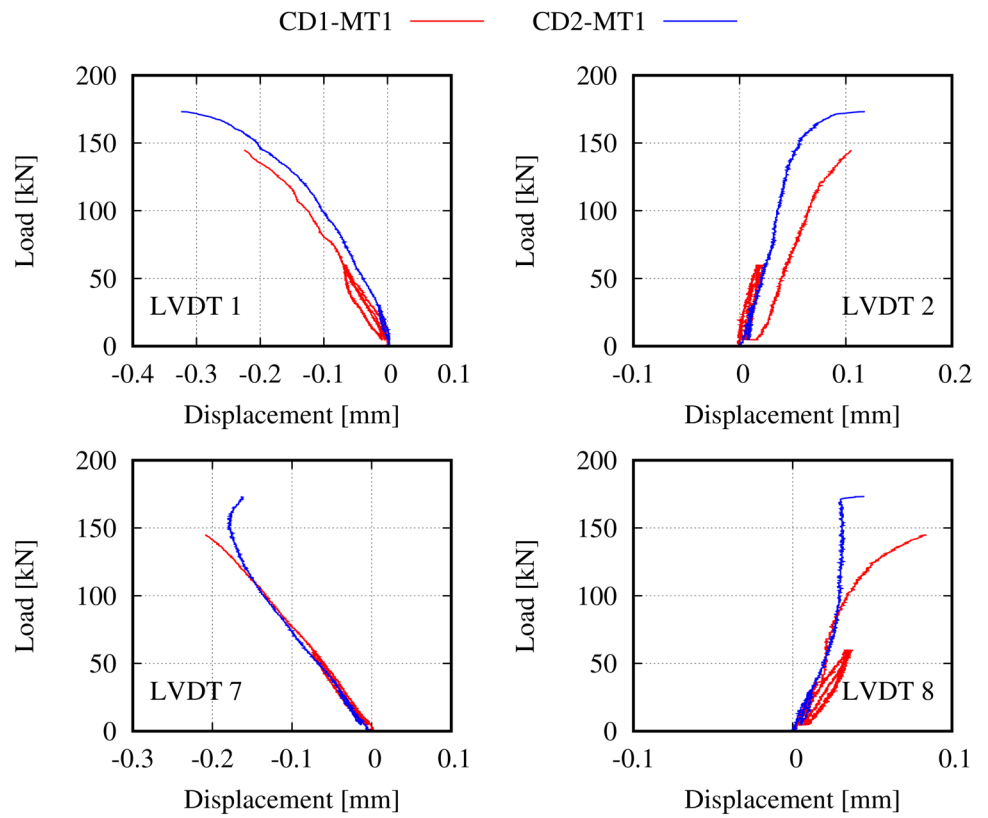 CD1-MT1 CD2-MT1
200
150
100
50
0
Load [kN]
LVDT 1
-0.4 -0.3 -0.2 -0.1 0 0.1
Displacement [mm]
200
150
100
50
0
Load [kN]
LVDT 2
-0.1 0 0.1 0.2
Displacement [mm]
200
150
100
50
0
Load [kN]
LVDT 7
-0.3 -0.2 -0.1 0 0.1
Displacement [mm]
200
150
100
50
0
Load [kN]
LVDT 8
-0.1 0 0.1
Displacement [mm]